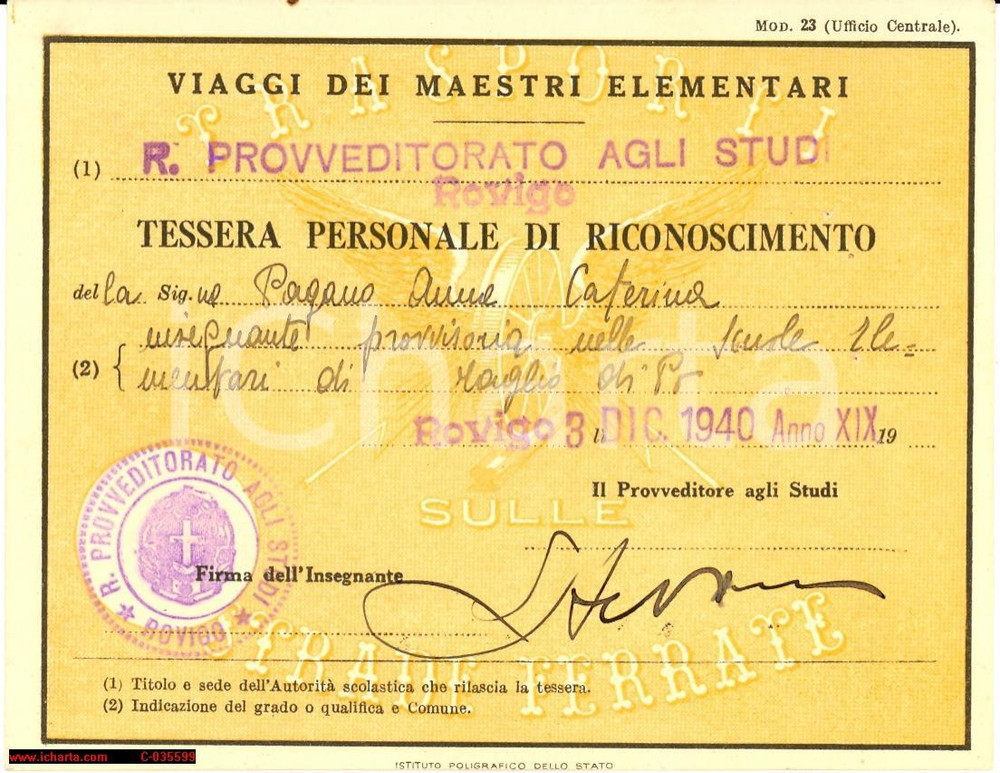 MOD. 23 (Ufficio Centrale).
TRASPORTI
VIAGGI DEI MAESTRI ELEMENTARI
(1) R. PROVVEDITORATO AGLI STUDI
Rovigo
TESSERA PERSONALE DI RICONOSCIMENTO
della Sig.na Pagano Anna Caterina
(2) { insegnante provvisoria nelle scuole Ele-
mentari di Taglio di Po
icharta
Rovigo 3 DIC. 1940 Anno XIX 19
Il Provveditore agli Studi
SULLE
R. PROVVEDITORATO AGLI STUDI
★ ROVIGO ★
Firma dell'Insegnante
STRADE FERRATE
(1) Titolo e sede dell'Autorità scolastica che rilascia la tessera.
(2) Indicazione del grado o qualifica e Comune.
www.icharta.com C-035599
ISTITUTO POLIGRAFICO DELLO STATO